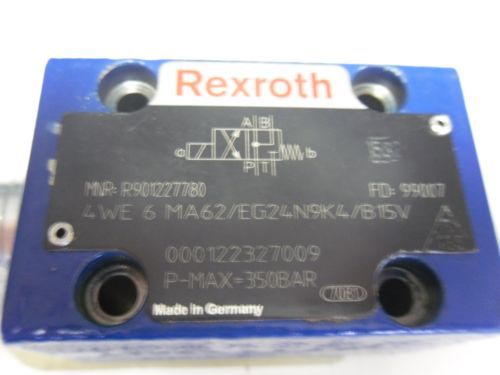 Rexroth
A B
a b
P T
MNR: R901227780 FD: 99007
4WE 6 MA62/EG24N9K4/B15V
000122327009
P-MAX=350BAR
Made in Germany